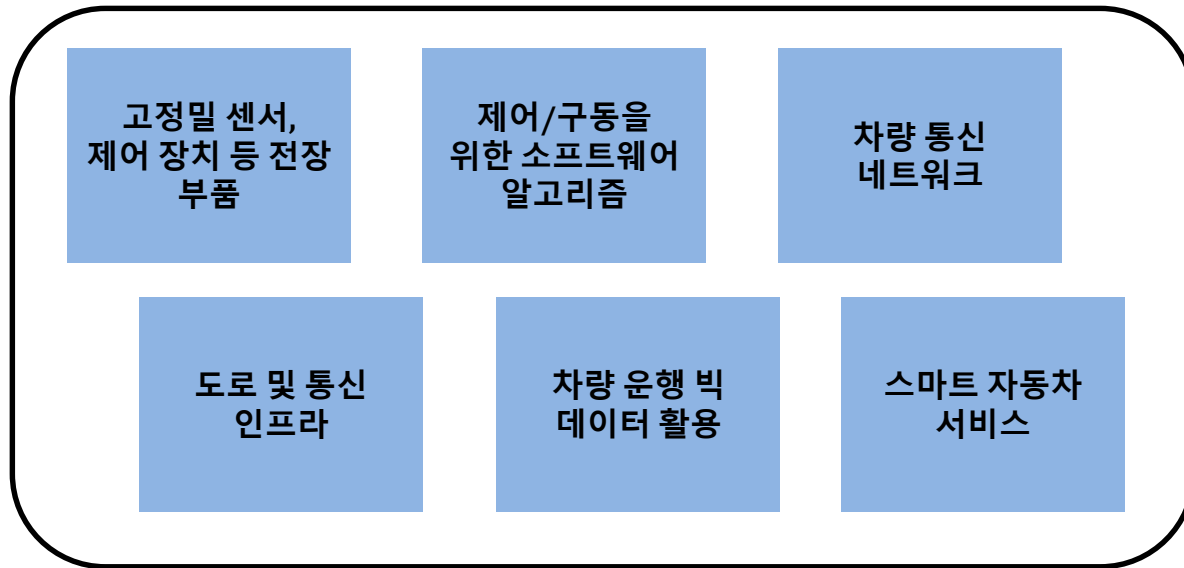 고정밀 센서,
제어 장치 등 전장
부품
제어/구동을
위한 소프트웨어
알고리즘
차량 통신
네트워크
도로 및 통신
인프라
차량 운행 빅
데이터 활용
스마트 자동차
서비스